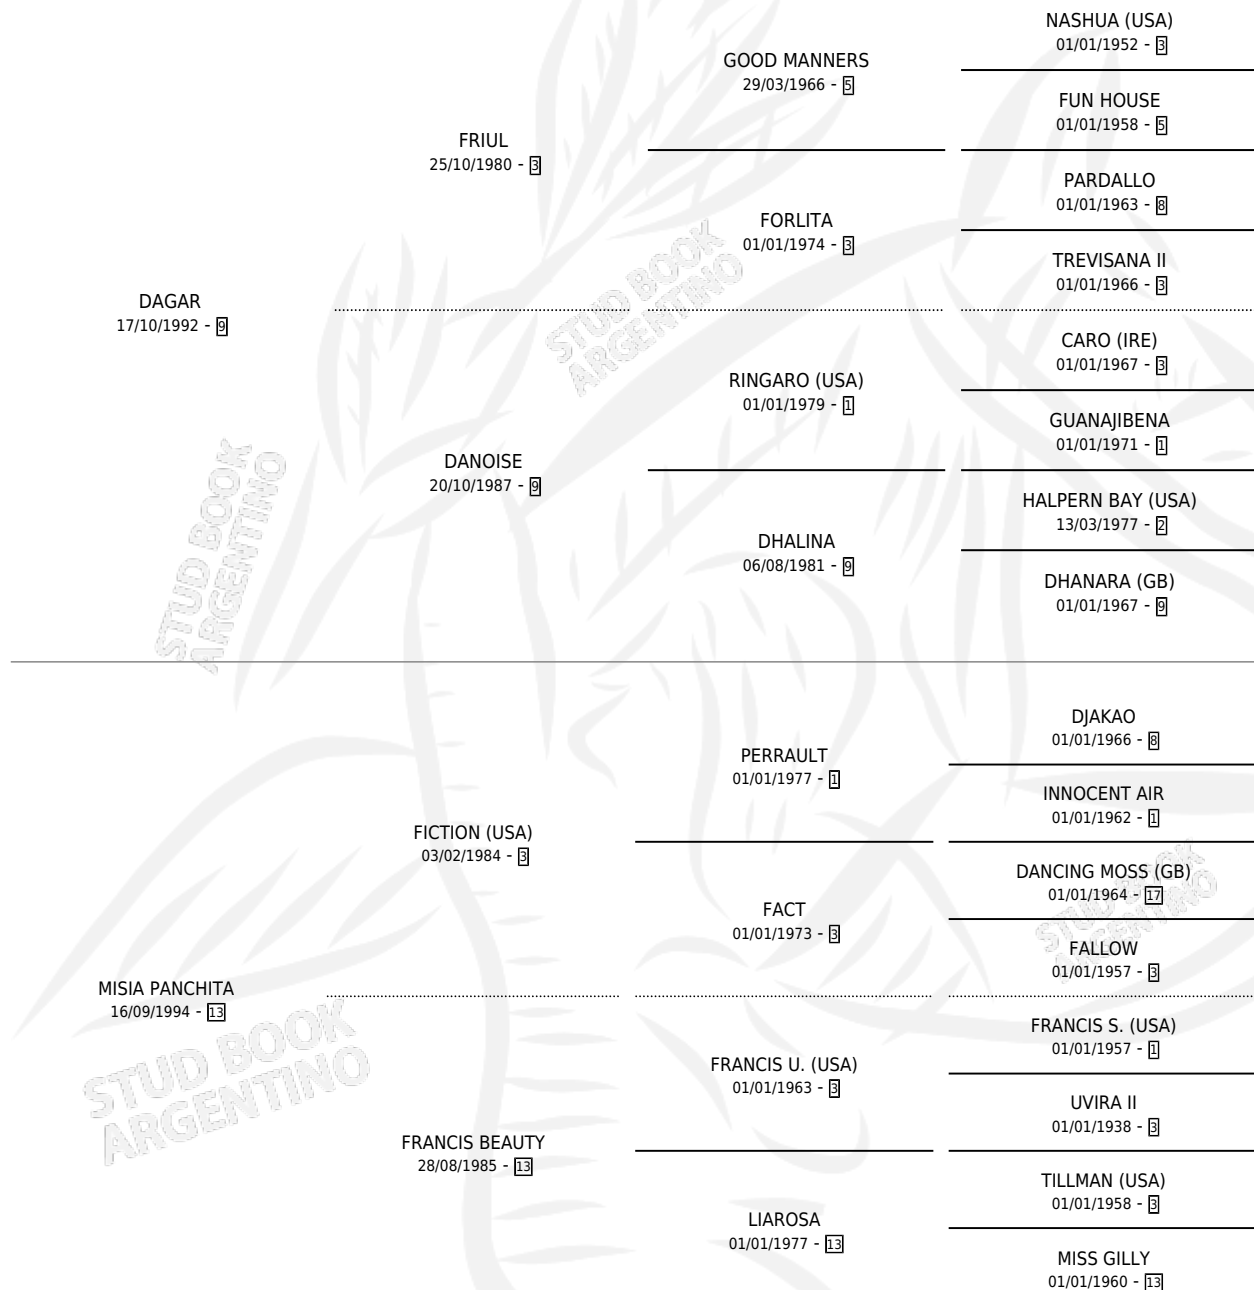 NASHUA (USA)
01/01/1952 - 3
GOOD MANNERS
29/03/1966 - 5
FUN HOUSE
01/01/1958 - 5
FRIUL
25/10/1980 - 3
PARDALLO
01/01/1963 - 8
FORLITA
01/01/1974 - 3
TREVISANA II
01/01/1966 - 3
DAGAR
17/10/1992 - 9
CARO (IRE)
01/01/1967 - 3
RINGARO (USA)
01/01/1979 - 1
GUANAJIBENA
01/01/1971 - 1
DANOISE
20/10/1987 - 9
HALPERN BAY (USA)
13/03/1977 - 2
DHALINA
06/08/1981 - 9
DHANARA (GB)
01/01/1967 - 9
STUD BOOK
ARGENTINO
STUD BOOK
ARGENTINO
DJAKAO
01/01/1966 - 8
PERRAULT
01/01/1977 - 1
INNOCENT AIR
01/01/1962 - 1
FICTION (USA)
03/02/1984 - 3
DANCING MOSS (GB)
01/01/1964 - 17
FACT
01/01/1973 - 3
FALLOW
01/01/1957 - 3
STUD BOOK
ARGENTINO
MISIA PANCHITA
16/09/1994 - 13
FRANCIS S. (USA)
01/01/1957 - 1
FRANCIS U. (USA)
01/01/1963 - 3
UVIRA II
01/01/1938 - 3
STUD BOOK
ARGENTINO
FRANCIS BEAUTY
28/08/1985 - 13
TILLMAN (USA)
01/01/1958 - 3
LIAROSA
01/01/1977 - 13
MISS GILLY
01/01/1960 - 13